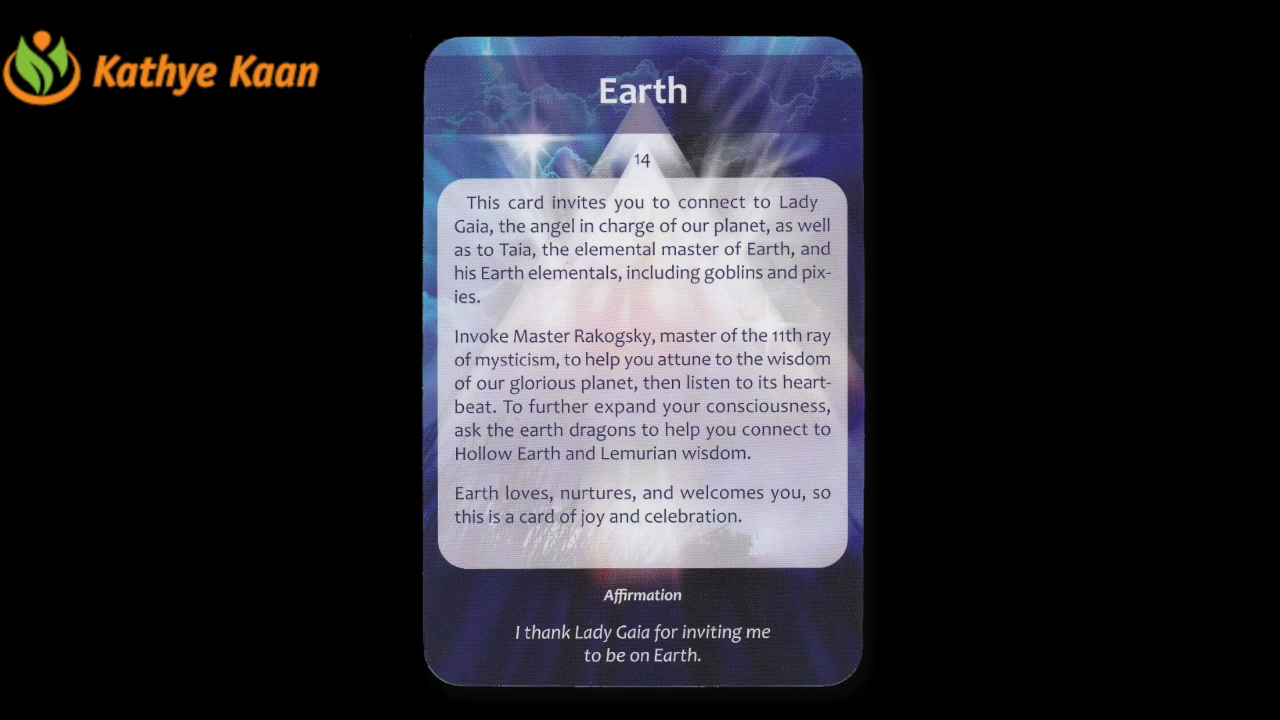 Kathye Kaan
Earth
14
This card invites you to connect to Lady
Gaia, the angel in charge of our planet, as well
as to Taia, the elemental master of Earth, and
his Earth elementals, including goblins and pix-
ies.
Invoke Master Rakogsky, master of the 11th ray
of mysticism, to help you attune to the wisdom
of our glorious planet, then listen to its heart-
beat. To further expand your consciousness,
ask the earth dragons to help you connect to
Hollow Earth and Lemurian wisdom.
Earth loves, nurtures, and welcomes you, so
this is a card of joy and celebration.
Affirmation
I thank Lady Gaia for inviting me
to be on Earth.